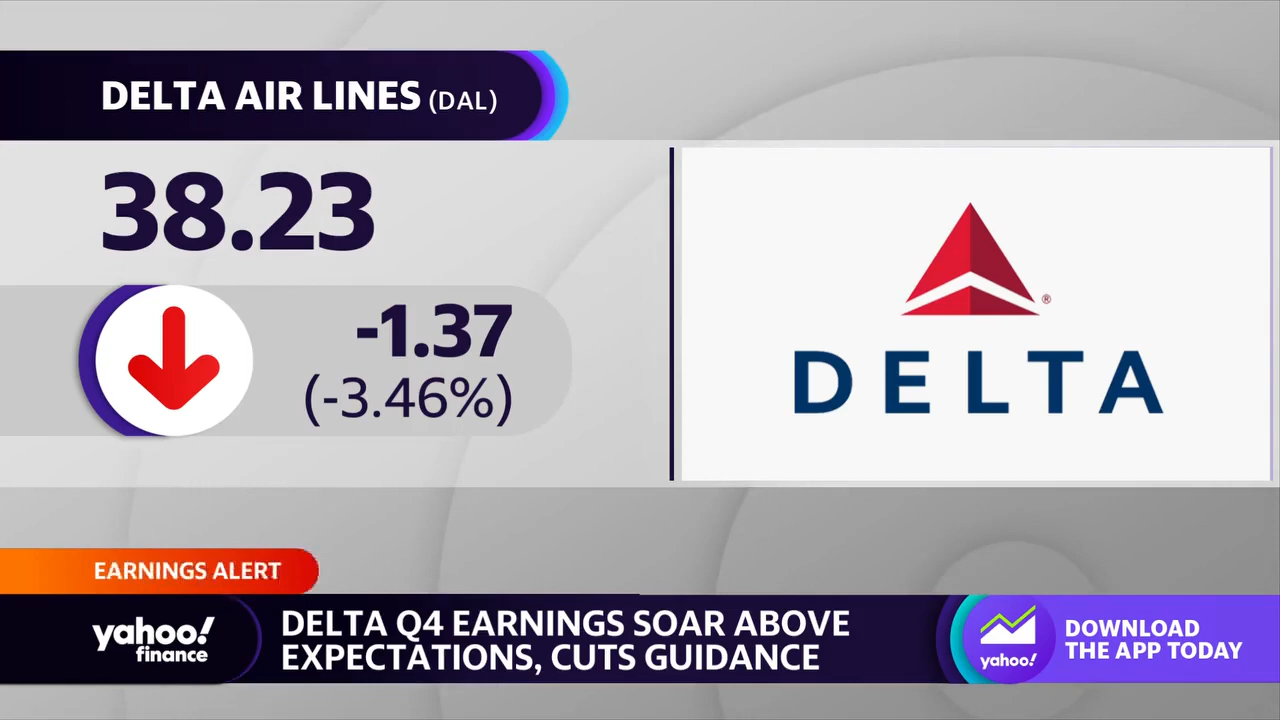 DELTA AIR LINES (DAL)
38.23
-1.37
(-3.46%)
®
DELTA
EARNINGS ALERT
yahoo!
finance
DELTA Q4 EARNINGS SOAR ABOVE
EXPECTATIONS, CUTS GUIDANCE
yahoo!
DOWNLOAD
THE APP TODAY